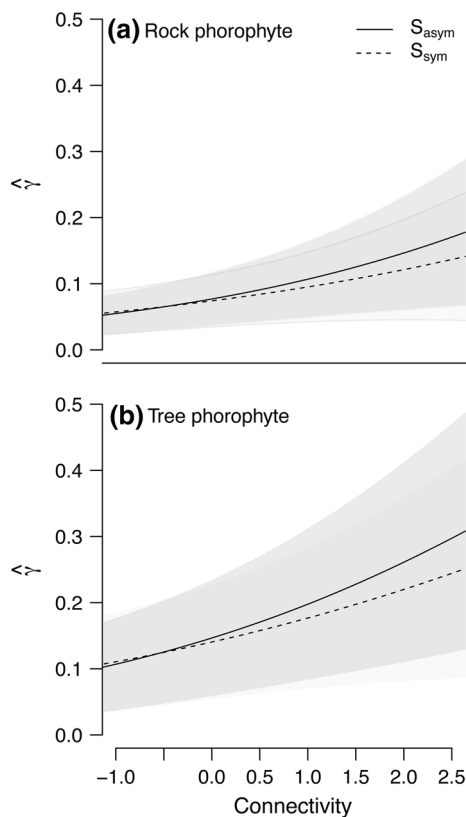 (a) Rock phorophyte
S_asym
S_sym
0.5
0.4
0.3
0.2
0.1
0.0
γ̂
(b) Tree phorophyte
0.5
0.4
0.3
0.2
0.1
0.0
γ̂
−1.0 0.0 0.5 1.0 1.5 2.0 2.5
Connectivity